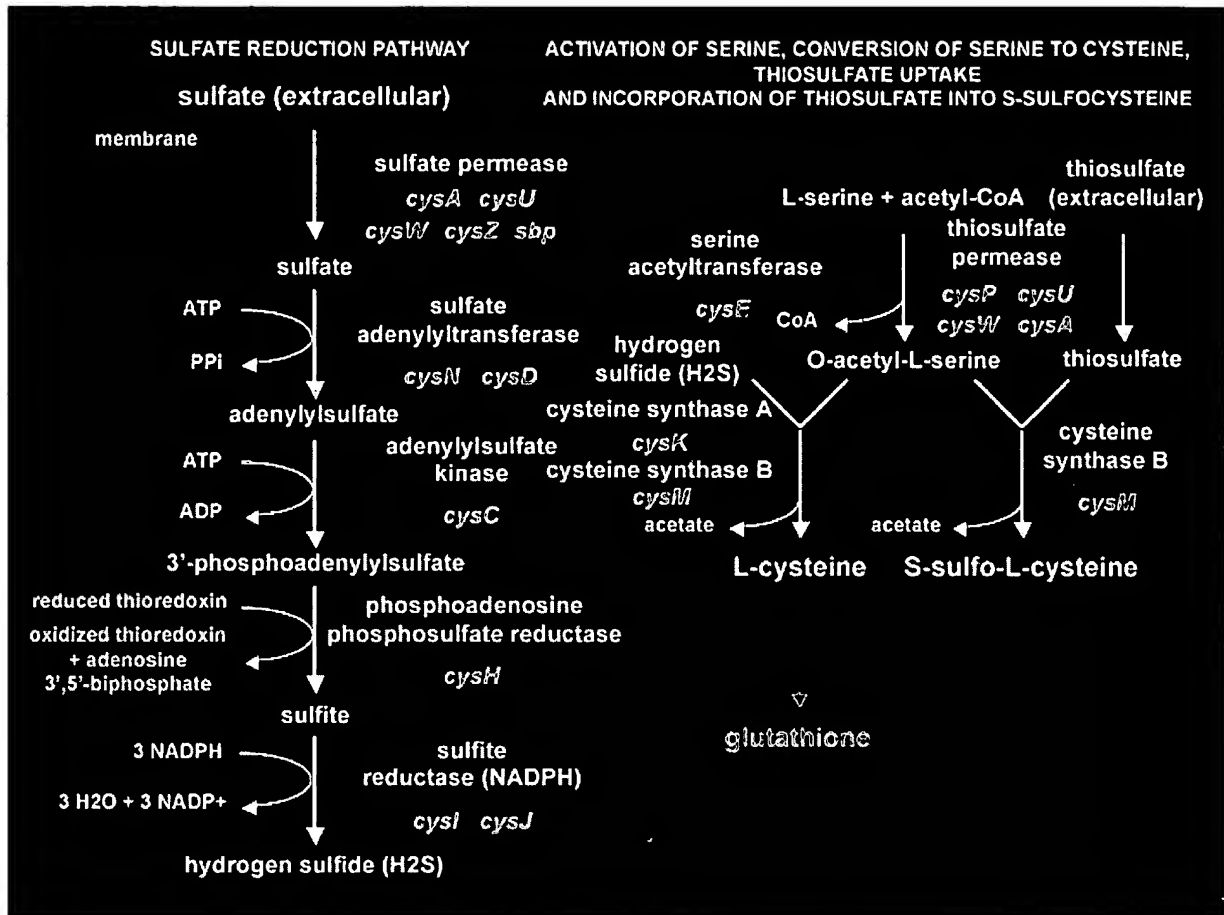 SULFATE REDUCTION PATHWAY
sulfate (extracellular)
membrane
sulfate permease
cysA cysU
cysW cysZ sbp
sulfate
ATP
PPi
sulfate
adenylyltransferase
cysN cysD
adenylylsulfate
ATP
ADP
adenylylsulfate
kinase
cysC
3'-phosphoadenylylsulfate
reduced thioredoxin
oxidized thioredoxin
+ adenosine
3',5'-biphosphate
phosphoadenosine
phosphosulfate reductase
cysH
sulfite
3 NADPH
3 H2O + 3 NADP+
sulfite
reductase (NADPH)
cysI cysJ
hydrogen sulfide (H2S)
ACTIVATION OF SERINE, CONVERSION OF SERINE TO CYSTEINE,
THIOSULFATE UPTAKE
AND INCORPORATION OF THIOSULFATE INTO S-SULFOCYSTEINE
L-serine + acetyl-CoA
thiosulfate
(extracellular)
serine
acetyltransferase
cysE
CoA
thiosulfate
permease
cysP cysU
cysW cysA
hydrogen
sulfide (H2S)
O-acetyl-L-serine
thiosulfate
cysteine synthase A
cysK
cysteine synthase B
cysM
acetate
L-cysteine
cysteine
synthase B
cysM
acetate
S-sulfo-L-cysteine
glutathione